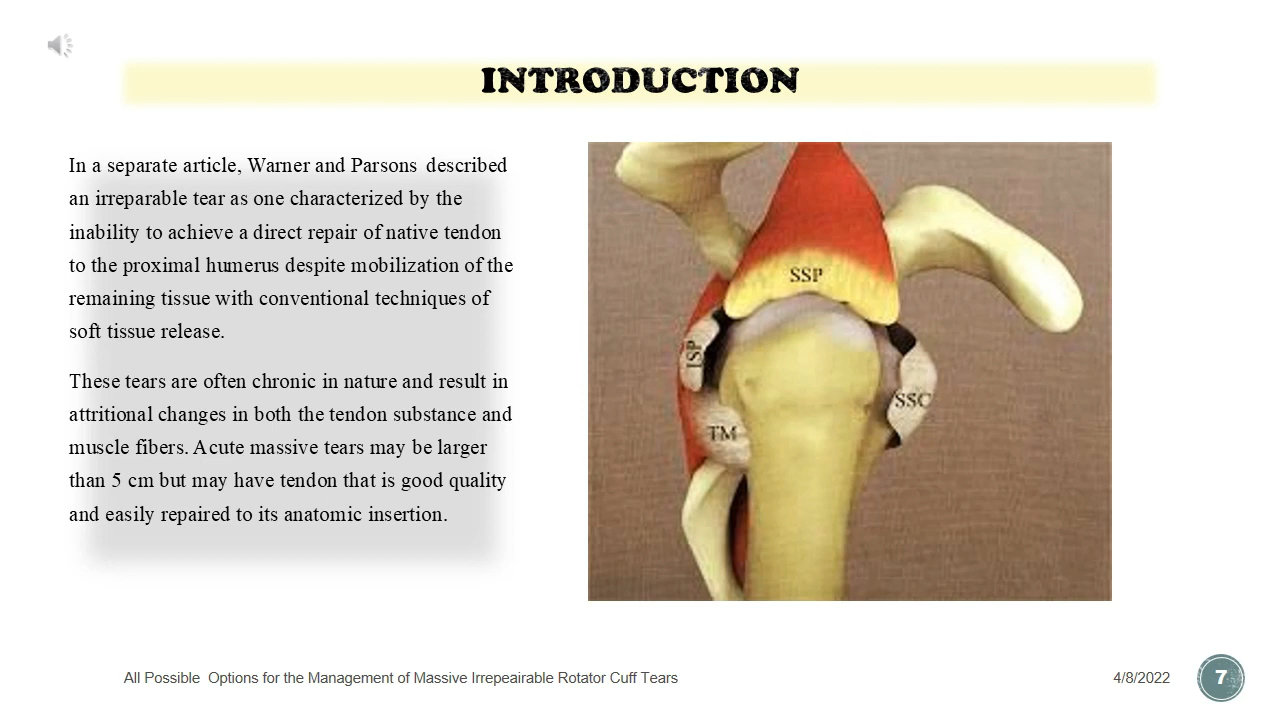 INTRODUCTION
In a separate article, Warner and Parsons described
an irreparable tear as one characterized by the
inability to achieve a direct repair of native tendon
to the proximal humerus despite mobilization of the
remaining tissue with conventional techniques of
soft tissue release.
These tears are often chronic in nature and result in
attritional changes in both the tendon substance and
muscle fibers. Acute massive tears may be larger
than 5 cm but may have tendon that is good quality
and easily repaired to its anatomic insertion.
SSP
ISP
SSC
TM
All Possible Options for the Management of Massive Irrepeairable Rotator Cuff Tears
4/8/2022
7